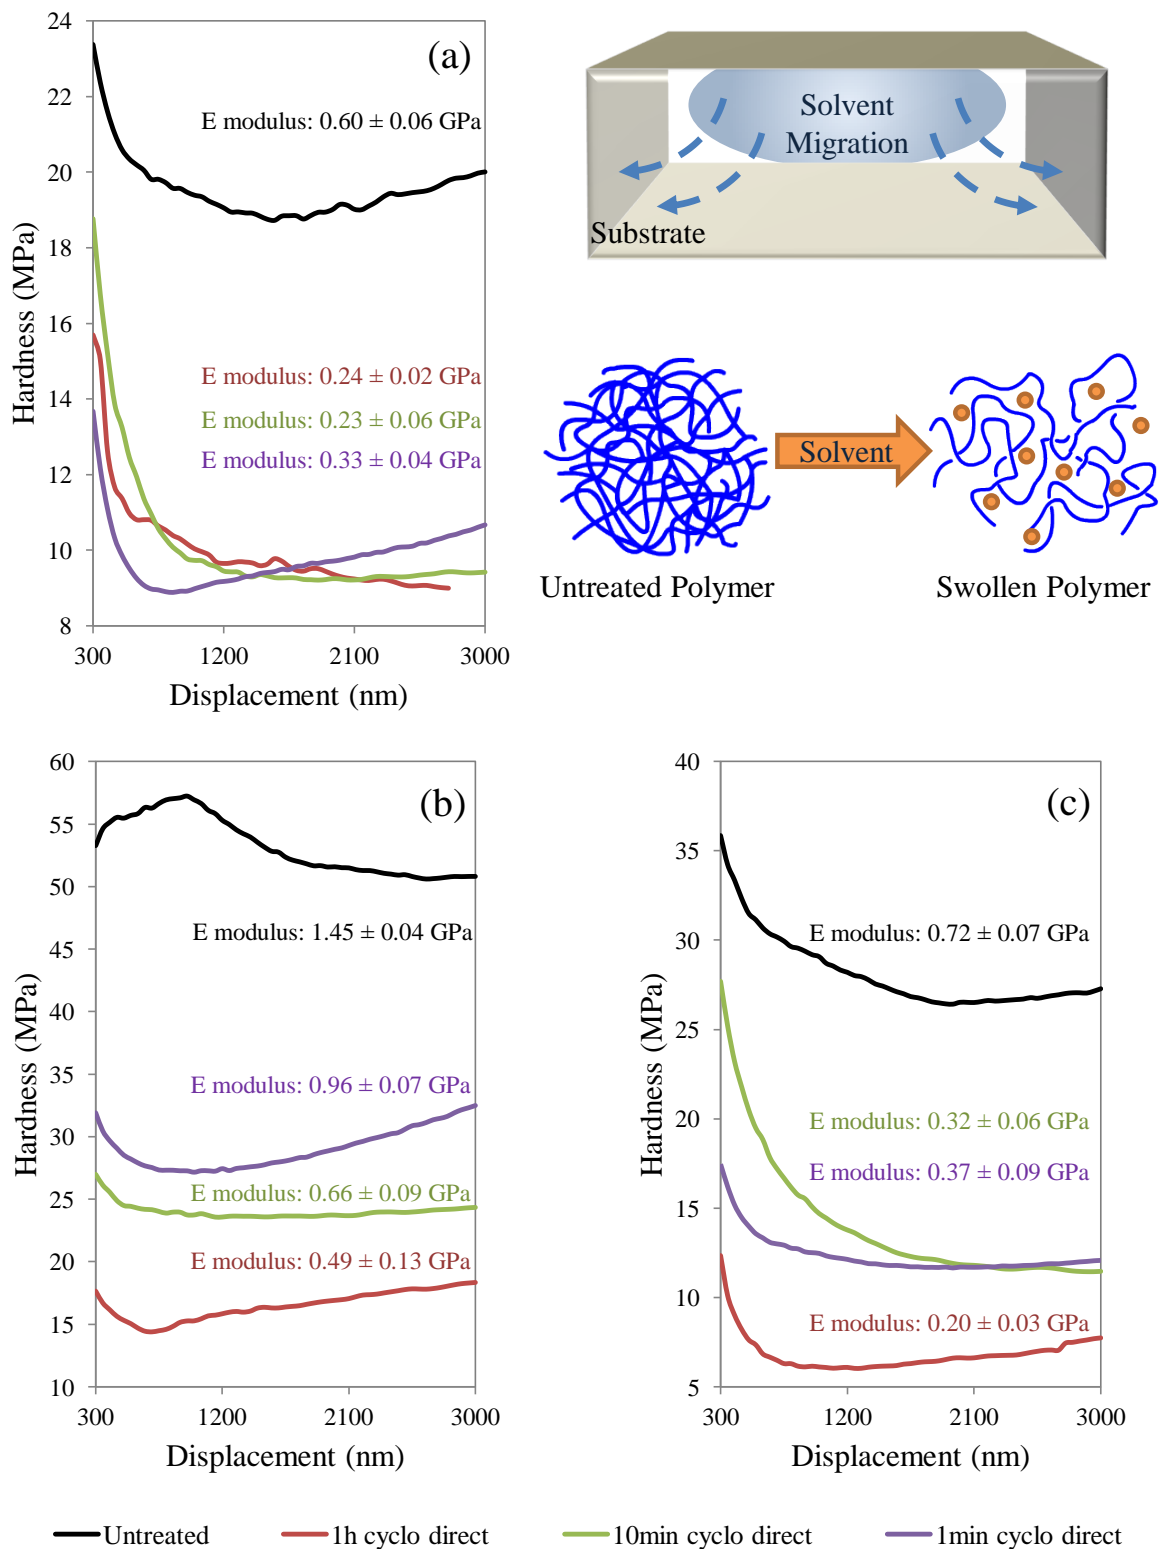 24
22
20
18
16
14
12
10
8
300
1200
2100
3000
Hardness (MPa)
Displacement (nm)
(a)
E modulus: 0.60 ± 0.06 GPa
E modulus: 0.24 ± 0.02 GPa
E modulus: 0.23 ± 0.06 GPa
E modulus: 0.33 ± 0.04 GPa
Solvent
Migration
Substrate
Solvent
Untreated Polymer
Swollen Polymer
60
55
50
45
40
35
30
25
20
15
10
300
1200
2100
3000
Hardness (MPa)
Displacement (nm)
(b)
E modulus: 1.45 ± 0.04 GPa
E modulus: 0.96 ± 0.07 GPa
E modulus: 0.66 ± 0.09 GPa
E modulus: 0.49 ± 0.13 GPa
40
35
30
25
20
15
10
5
300
1200
2100
3000
Hardness (MPa)
Displacement (nm)
(c)
E modulus: 0.72 ± 0.07 GPa
E modulus: 0.32 ± 0.06 GPa
E modulus: 0.37 ± 0.09 GPa
E modulus: 0.20 ± 0.03 GPa
Untreated
1h cyclo direct
10min cyclo direct
1min cyclo direct